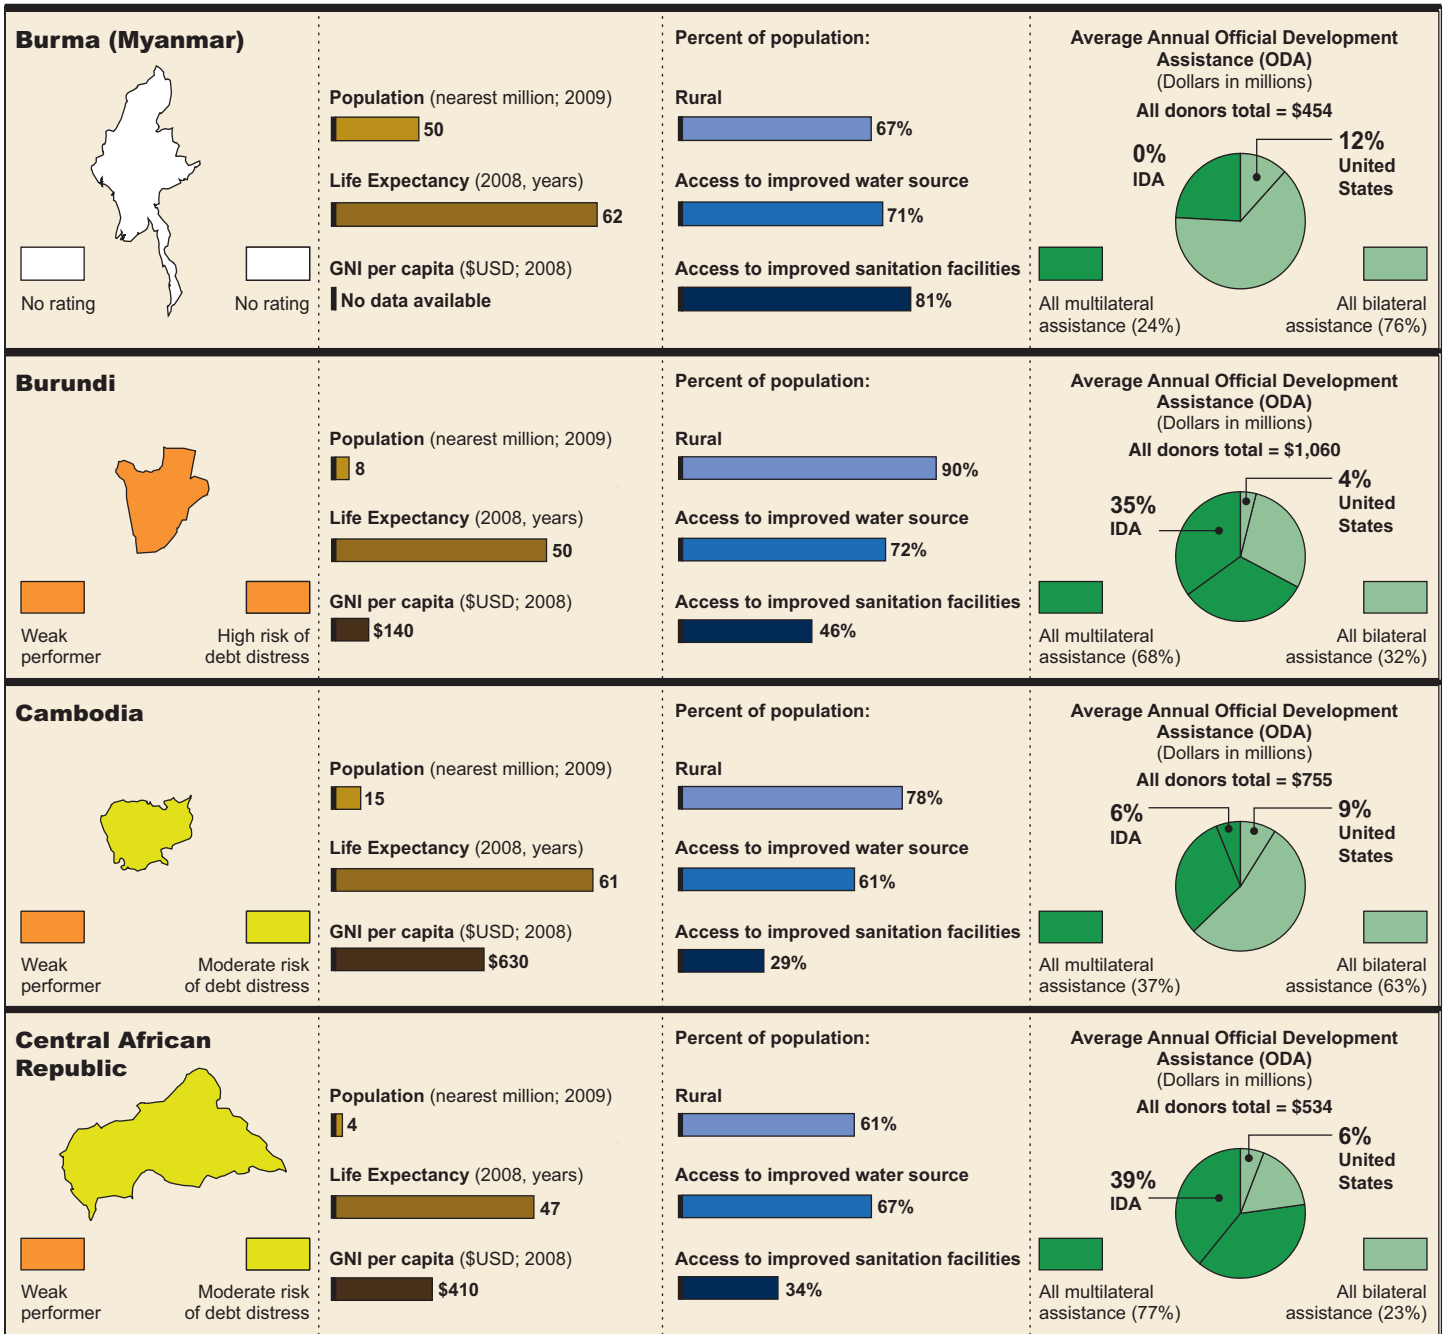 Burma (Myanmar)
No rating
No rating
Population (nearest million; 2009)
50
Life Expectancy (2008, years)
62
GNI per capita ($USD; 2008)
No data available
Percent of population:
Rural
67%
Access to improved water source
71%
Access to improved sanitation facilities
81%
Average Annual Official Development
Assistance (ODA)
(Dollars in millions)
All donors total = $454
0%
IDA
12%
United
States
All multilateral
assistance (24%)
All bilateral
assistance (76%)
Burundi
Weak
performer
High risk of
debt distress
Population (nearest million; 2009)
8
Life Expectancy (2008, years)
50
GNI per capita ($USD; 2008)
$140
Percent of population:
Rural
90%
Access to improved water source
72%
Access to improved sanitation facilities
46%
Average Annual Official Development
Assistance (ODA)
(Dollars in millions)
All donors total = $1,060
35%
IDA
4%
United
States
All multilateral
assistance (68%)
All bilateral
assistance (32%)
Cambodia
Weak
performer
Moderate risk
of debt distress
Population (nearest million; 2009)
15
Life Expectancy (2008, years)
61
GNI per capita ($USD; 2008)
$630
Percent of population:
Rural
78%
Access to improved water source
61%
Access to improved sanitation facilities
29%
Average Annual Official Development
Assistance (ODA)
(Dollars in millions)
All donors total = $755
6%
IDA
9%
United
States
All multilateral
assistance (37%)
All bilateral
assistance (63%)
Central African
Republic
Weak
performer
Moderate risk
of debt distress
Population (nearest million; 2009)
4
Life Expectancy (2008, years)
47
GNI per capita ($USD; 2008)
$410
Percent of population:
Rural
61%
Access to improved water source
67%
Access to improved sanitation facilities
34%
Average Annual Official Development
Assistance (ODA)
(Dollars in millions)
All donors total = $534
39%
IDA
6%
United
States
All multilateral
assistance (77%)
All bilateral
assistance (23%)